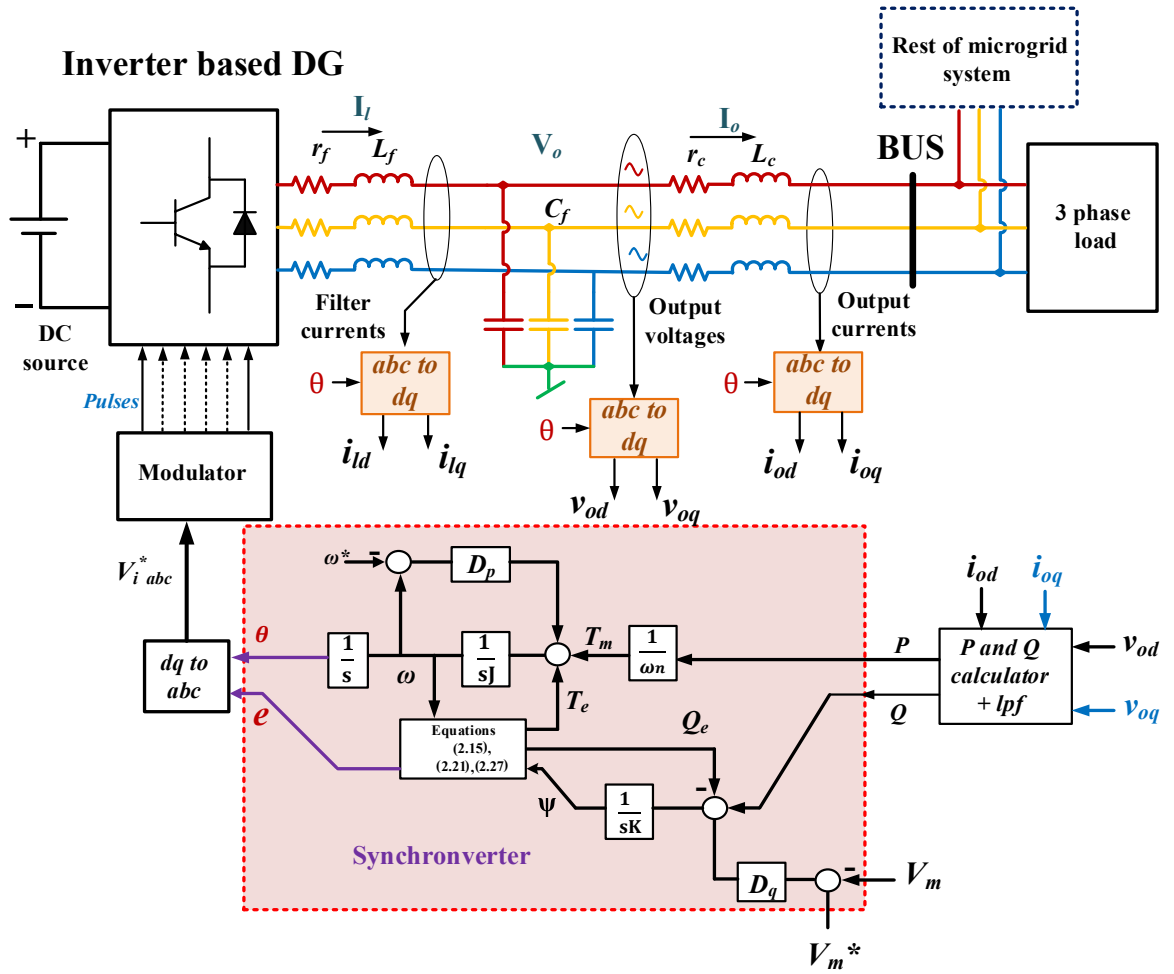 Rest of microgrid
system
Inverter based DG
I_l
r_f
L_f
V_o
I_o
r_c
L_c
BUS
+
C_f
3 phase
load
−
DC
source
Filter
currents
Output
voltages
Output
currents
abc to
dq
θ
abc to
dq
θ
abc to
dq
θ
Pulses
i_ld
i_lq
v_od
v_oq
i_od
i_oq
Modulator
V_i^*_abc
ω*
-
D_p
i_od
i_oq
θ
1
s
ω
1
sJ
T_m
1
ωn
P
P and Q
calculator
+ lpf
v_od
v_oq
dq to
abc
e
T_e
Q
Equations
(2.15),
(2.21),(2.27)
Q_e
ψ
1
sK
-
Synchronverter
D_q
-
V_m
V_m*